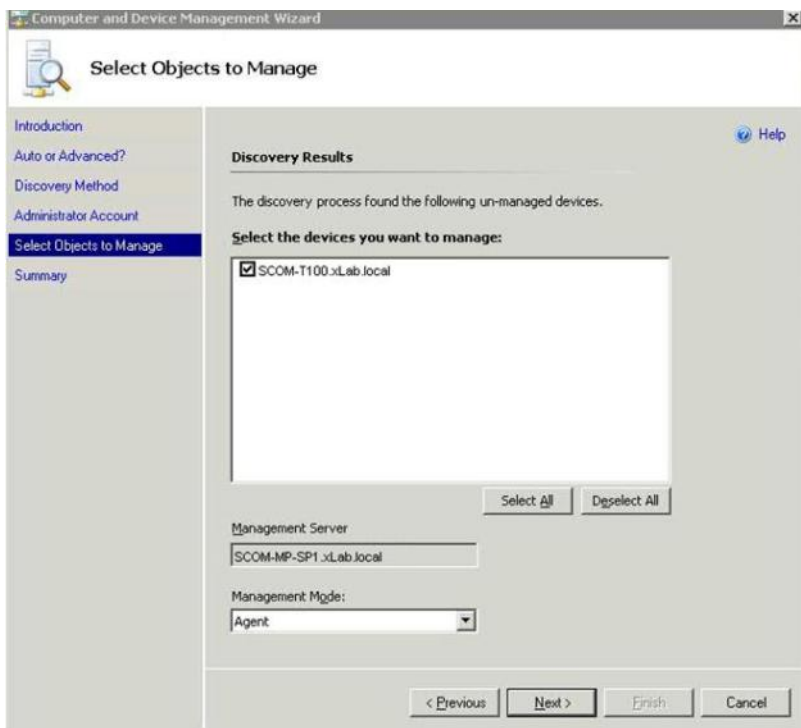 Computer and Device Management Wizard
Select Objects to Manage
Introduction
Auto or Advanced?
Discovery Method
Administrator Account
Select Objects to Manage
Summary
Help
Discovery Results
The discovery process found the following un-managed devices.
Select the devices you want to manage:
SCOM-T100.xLab.local
Select All
Deselect All
Management Server
SCOM-MP-SP1.xLab.local
Management Mode:
Agent
< Previous
Next >
Finish
Cancel